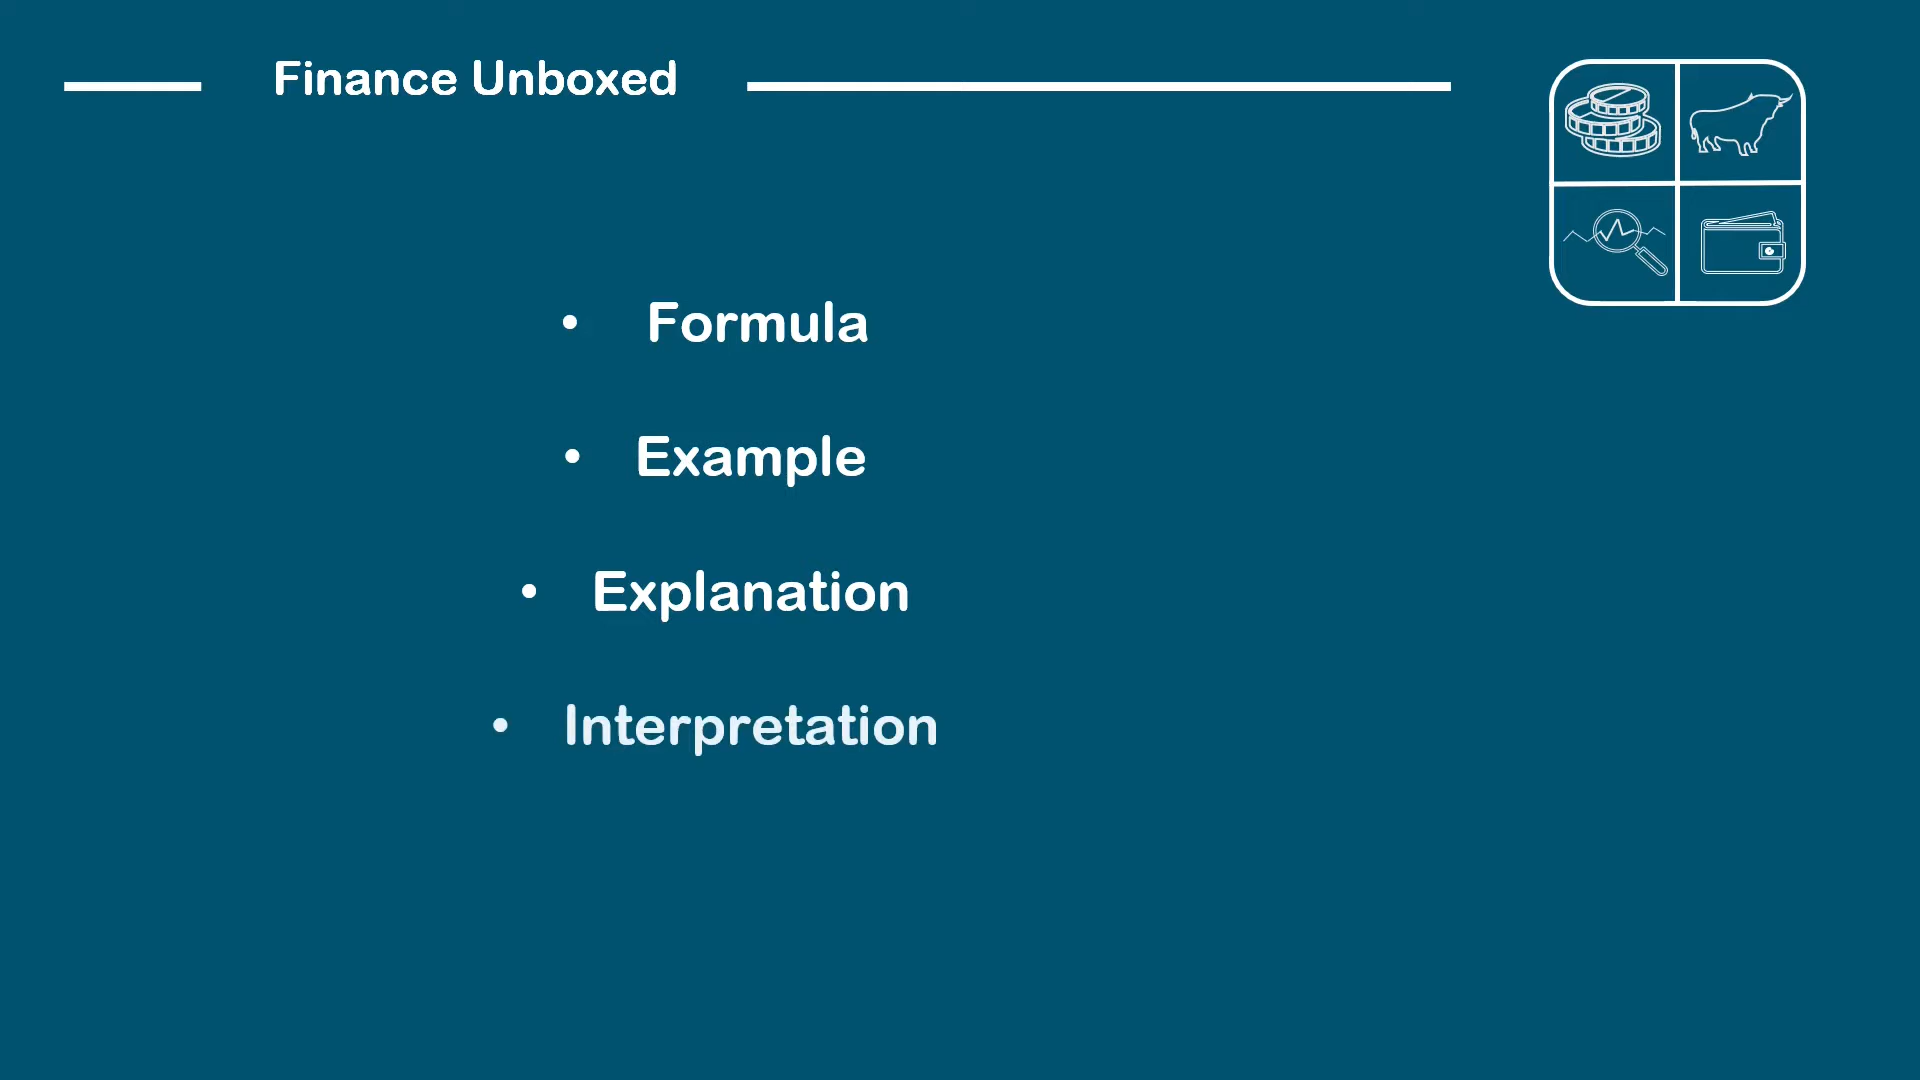 Finance Unboxed
• Formula
• Example
• Explanation
• Interpretation